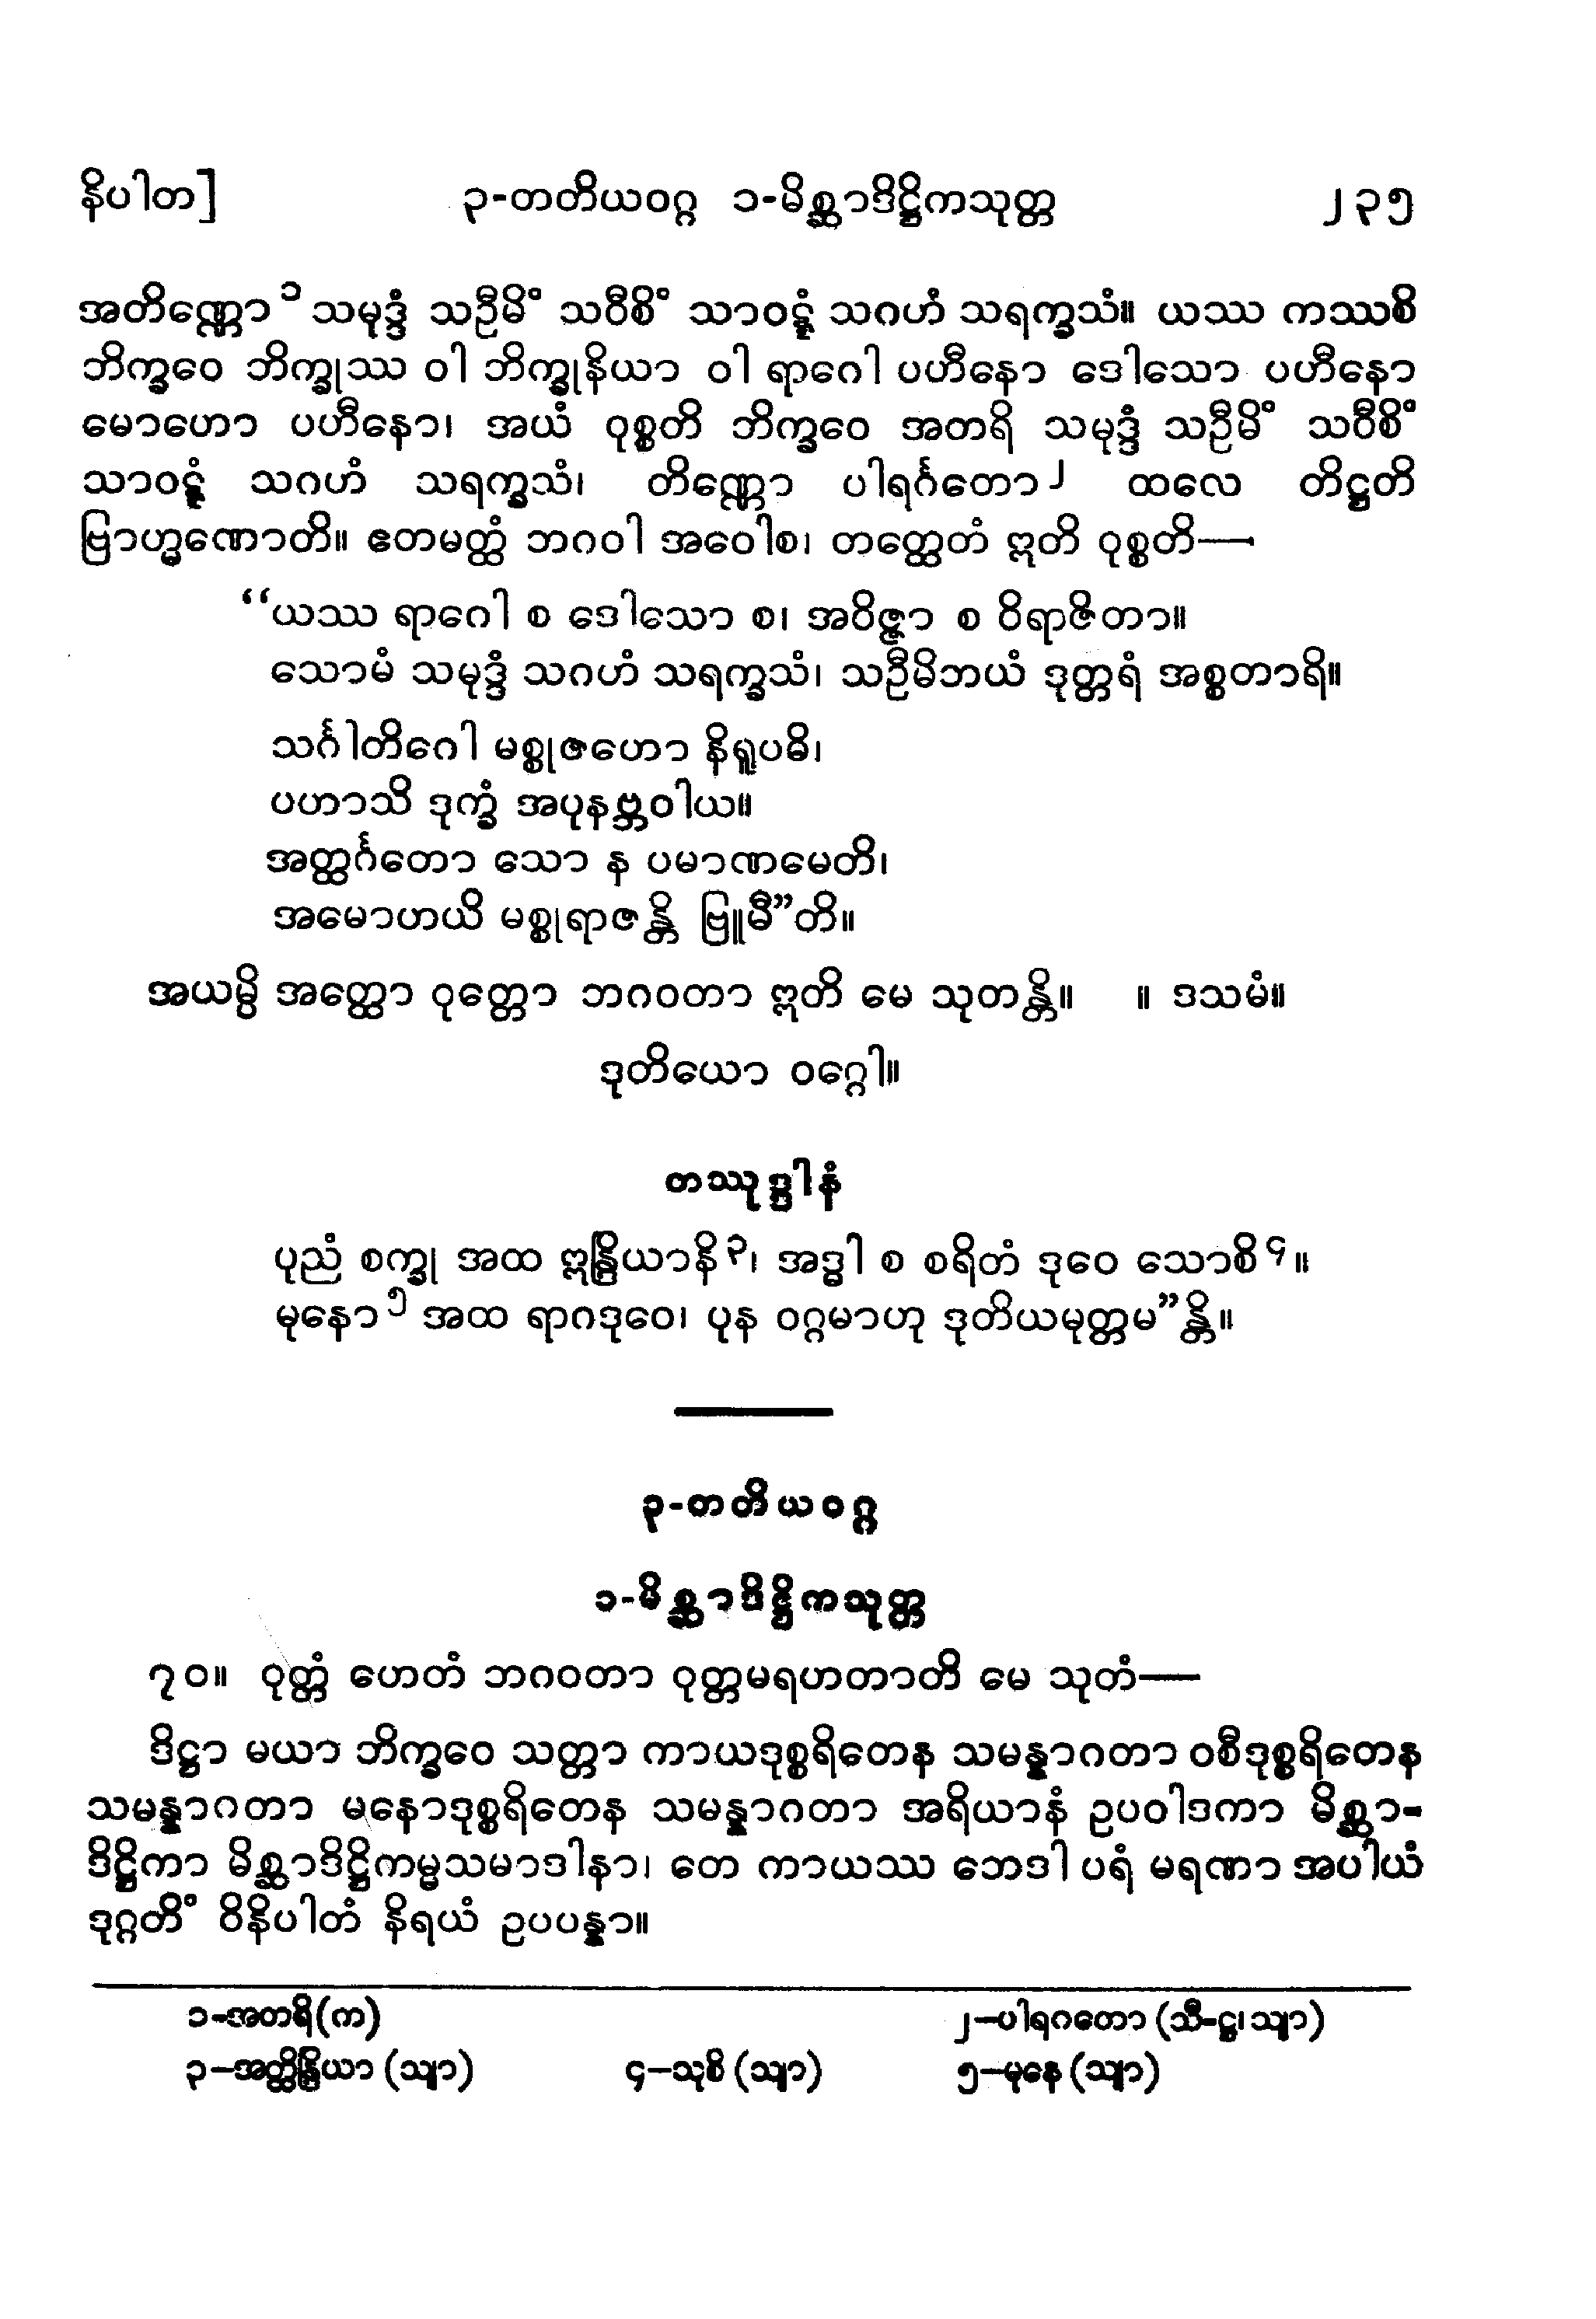 နိပါတ] ၃-တတိယဝဂ္ဂ ၁-မိစ္ဆာဒိဋ္ဌိကသုတ္တ ၂၃၅
အတိဏ္ဏော၁ သမုဒ္ဒံ သဦမိံ သဝီစိံ သာဝဋ္ဋံ သဂဟံ သရက္ခသံ။ ယဿ ကဿစိ
ဘိက္ခဝေ ဘိက္ခုဿ ဝါ ဘိက္ခုနိယာ ဝါ ရာဂေါ ပဟီနော ဒေါသော ပဟီနော
မောဟော ပဟီနော၊ အယံ ဝုစ္စတိ ဘိက္ခဝေ အတရိ သမုဒ္ဒံ သဦမိံ သဝီစိံ
သာဝဋ္ဋံ သဂဟံ သရက္ခသံ၊ တိဏ္ဏော ပါရင်္ဂတော၂ ထလေ တိဋ္ဌတိ
ဗြာဟ္မဏောတိ။ ဧတမတ္ထံ ဘဂဝါ အဝေါစ၊ တတ္ထေတံ ဣတိ ဝုစ္စတိ—
“ယဿ ရာဂေါ စ ဒေါသော စ၊ အဝိဇ္ဇာ စ ဝိရာဇိတာ။
သောမံ သမုဒ္ဒံ သဂဟံ သရက္ခသံ၊ သဦမိဘယံ ဒုတ္တရံ အစ္စတာရိ။
သင်္ဂါတိဂေါ မစ္စုဇဟော နိရူပဓိ၊
ပဟာသိ ဒုက္ခံ အပုနဗ္ဘဝါယ။
အတ္ထင်္ဂတော သော န ပမာဏမေတိ၊
အမောဟယိ မစ္စုရာဇန္တိ ဗြူမီ”တိ။
အယမ္ပိ အတ္ထော ဝုတ္တော ဘဂဝတာ ဣတိ မေ သုတန္တိ။ ။ ဒသမံ။
ဒုတိယော ဝဂ္ဂေါ။
တဿုဒ္ဒါနံ
ပုညံ စက္ခု အထ ဣန္ဒြိယာနိ၃၊ အဒ္ဓါ စ စရိတံ ဒုဝေ သောစိ၄။
မုနော၅ အထ ရာဂဒုဝေ၊ ပုန ဝဂ္ဂမာဟု ဒုတိယမုတ္တမ”န္တိ။
၃-တတိယဝဂ္ဂ
၁-မိစ္ဆာဒိဋ္ဌိကသုတ္တ
၇၀။ ဝုတ္တံ ဟေတံ ဘဂဝတာ ဝုတ္တမရဟတာတိ မေ သုတံ—
ဒိဋ္ဌာ မယာ ဘိက္ခဝေ သတ္တာ ကာယဒုစ္စရိတေန သမန္နာဂတာ ဝစီဒုစ္စရိတေန
သမန္နာဂတာ မနောဒုစ္စရိတေန သမန္နာဂတာ အရိယာနံ ဥပဝါဒကာ မိစ္ဆာ-
ဒိဋ္ဌိကာ မိစ္ဆာဒိဋ္ဌိကမ္မသမာဒါနာ၊ တေ ကာယဿ ဘေဒါ ပရံ မရဏာ အပါယံ
ဒုဂ္ဂတိံ ဝိနိပါတံ နိရယံ ဥပပန္နာ။
၁-အတရိ(က) ၂—ပါရဂတော (သီ-ဋ္ဌ၊ သျာ)
၃—အတ္ထိန္ဒြိယာ (သျာ) ၄—သုစိ (သျာ) ၅—မုနေ (သျာ)